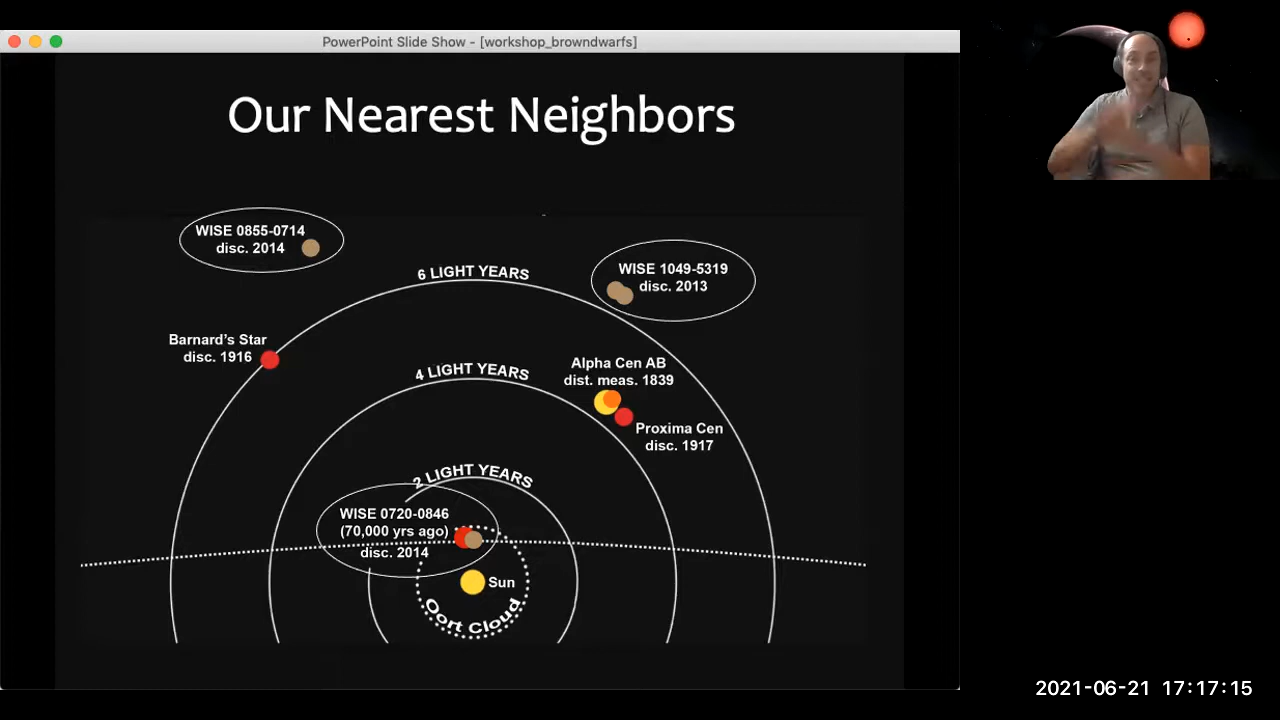 PowerPoint Slide Show - [workshop_browndwarfs]
Our Nearest Neighbors
WISE 0855-0714
disc. 2014
WISE 1049-5319
disc. 2013
6 LIGHT YEARS
Barnard's Star
disc. 1916
Alpha Cen AB
dist. meas. 1839
4 LIGHT YEARS
Proxima Cen
disc. 1917
2 LIGHT YEARS
WISE 0720-0846
(70,000 yrs ago)
disc. 2014
Sun
Oort Cloud
2021-06-21 17:17:15